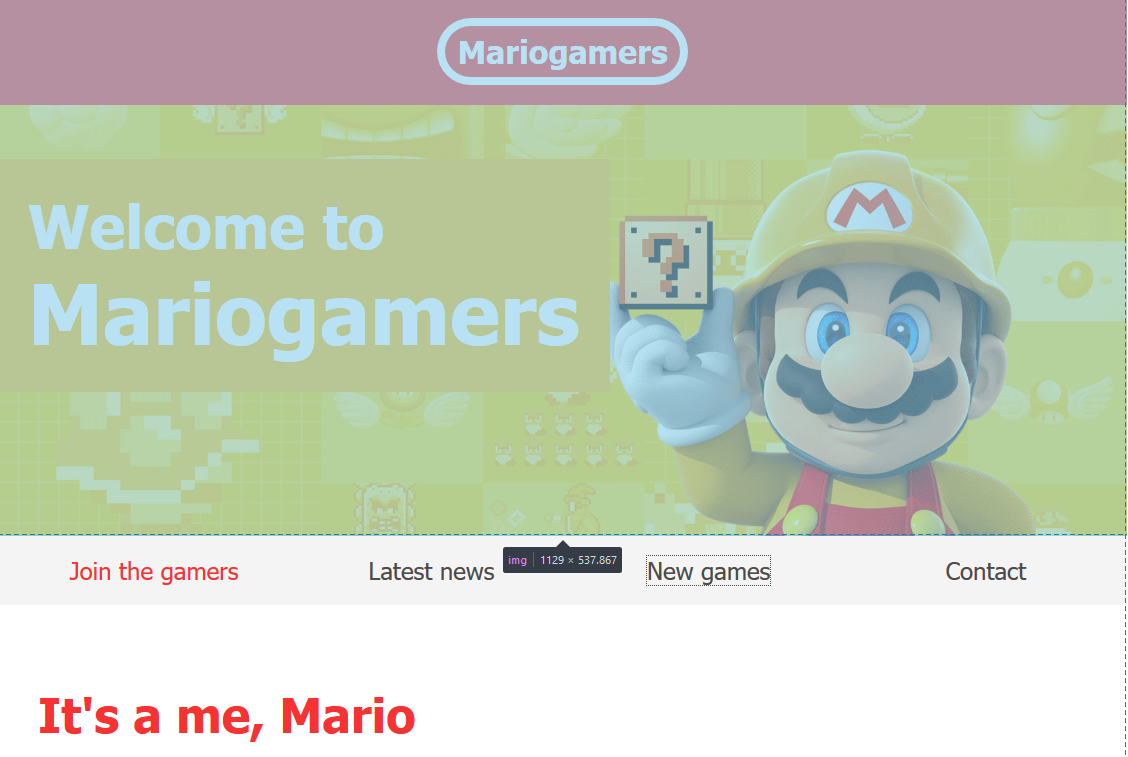 Mariogamers
Welcome to
Mariogamers
?
M
img 1129 × 537.867
Join the gamers Latest news New games Contact
It's a me, Mario